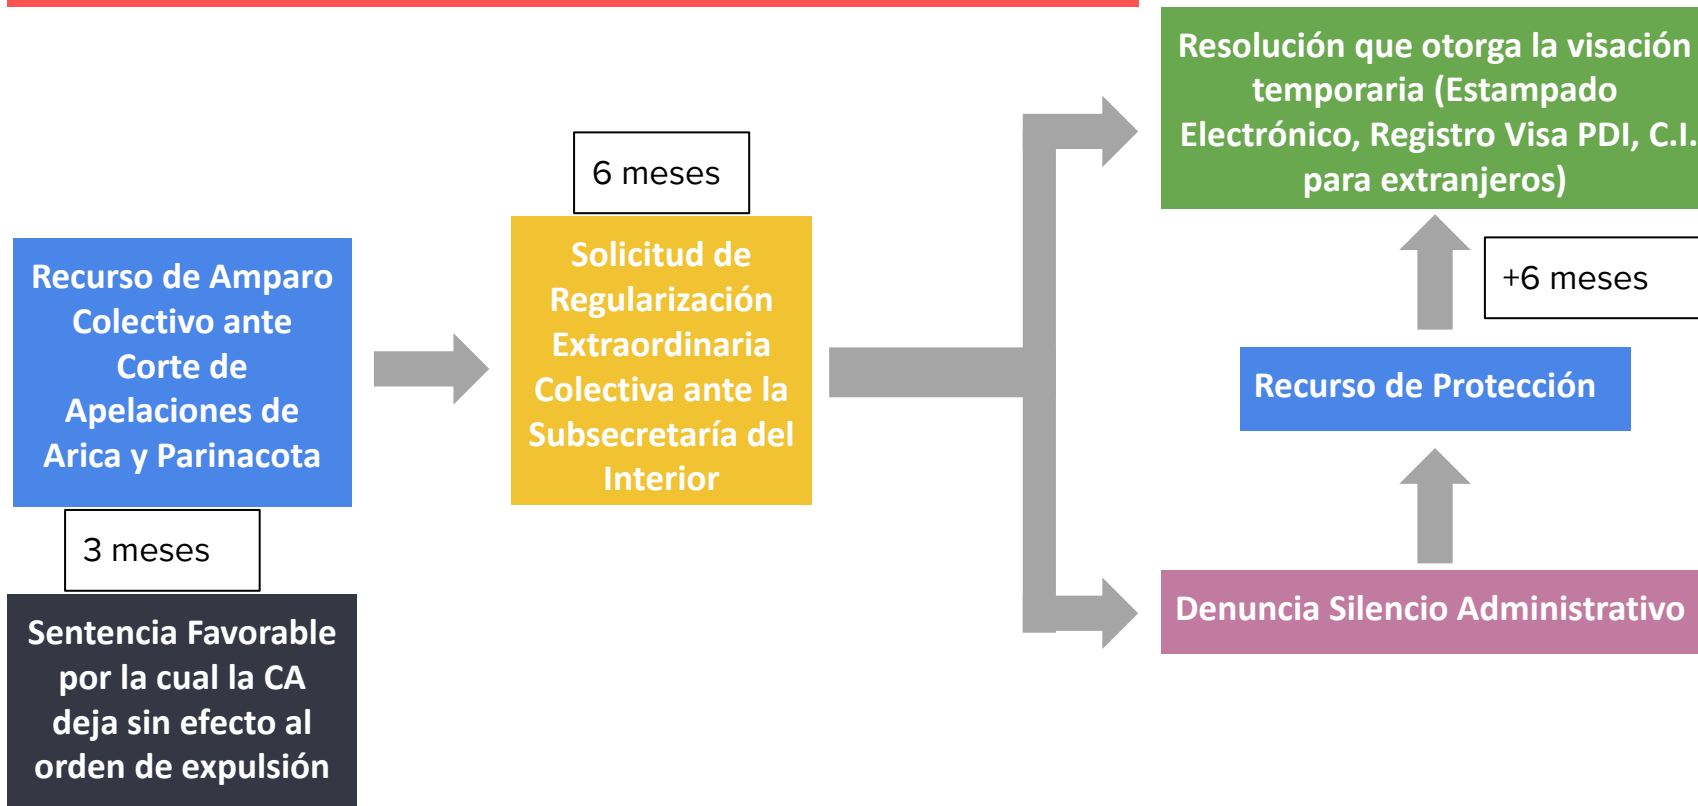 Recurso de Amparo
Colectivo ante
Corte de
Apelaciones de
Arica y Parinacota
3 meses
Sentencia Favorable
por la cual la CA
deja sin efecto al
orden de expulsión
6 meses
Solicitud de
Regularización
Extraordinaria
Colectiva ante la
Subsecretaría del
Interior
Resolución que otorga la visación
temporaria (Estampado
Electrónico, Registro Visa PDI, C.I.
para extranjeros)
+6 meses
Recurso de Protección
Denuncia Silencio Administrativo